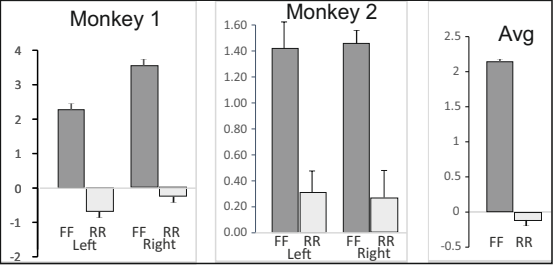 Monkey 1
4
3
2
1
0
-1
-2
FF RR FF RR
Left Right
Monkey 2
1.60
1.40
1.20
1.00
0.80
0.60
0.40
0.20
0.00
FF RR FF RR
Left Right
Avg
2.5
2
1.5
1
0.5
0
-0.5
FF RR